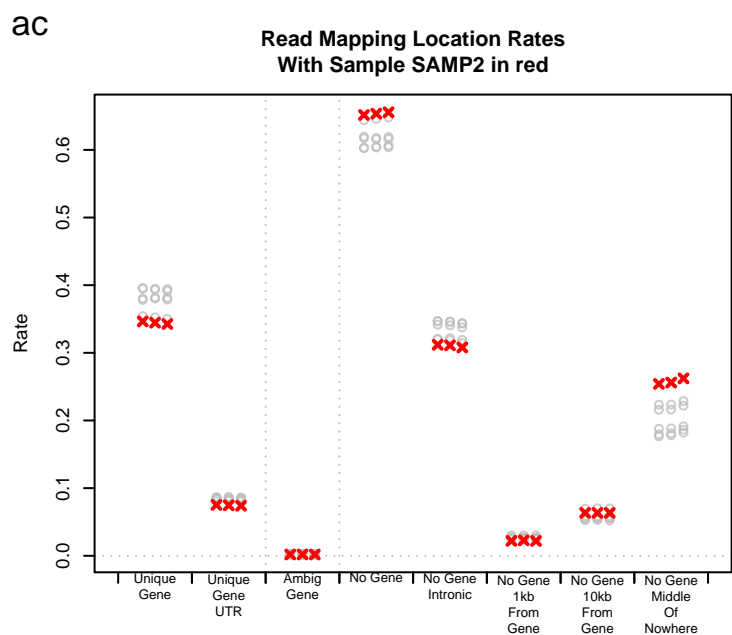 ac
Read Mapping Location Rates
With Sample SAMP2 in red
Rate
0.6
0.5
0.4
0.3
0.2
0.1
0.0
Unique
Gene
Unique
Gene
UTR
Ambig
Gene
No Gene
No Gene
Intronic
No Gene
1kb
From
Gene
No Gene
10kb
From
Gene
No Gene
Middle
Of
Nowhere